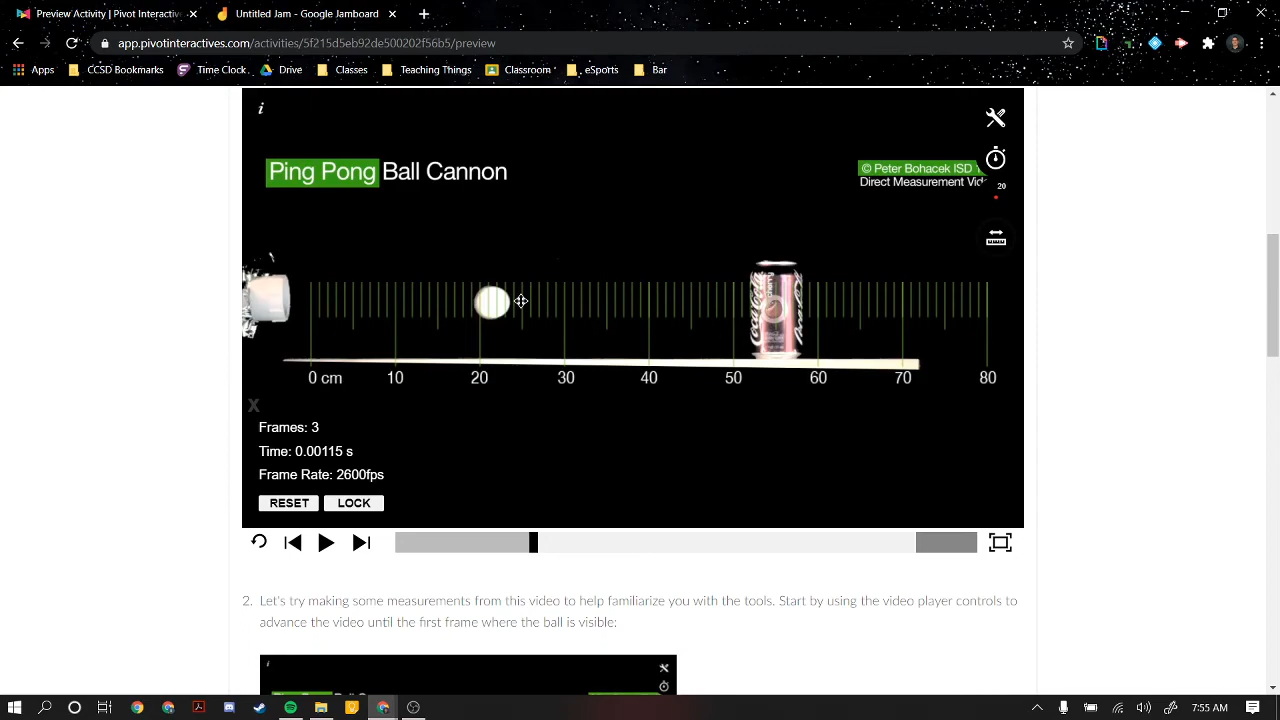 Preview Activity | Pivot Interactives
Untitled Jam - Google Jamboard
app.pivotinteractives.com/activities/5f215d5eb92de500202f56b5/preview
Apps CCSD Bookmarks Time Clock Drive Classes Teaching Things Classroom eSports Bar
i
Ping Pong Ball Cannon
© Peter Bohacek ISD
Direct Measurement Vid
20
0 cm 10 20 30 40 50 60 70 80
X
Frames: 3
Time: 0.00115 s
Frame Rate: 2600fps
RESET LOCK
2. Let's try making some measurements from this video to help familiarize you with the tools. Start by using the video player controls to
advance the video until the first frame where the ball is visible:
i
7:55 AM